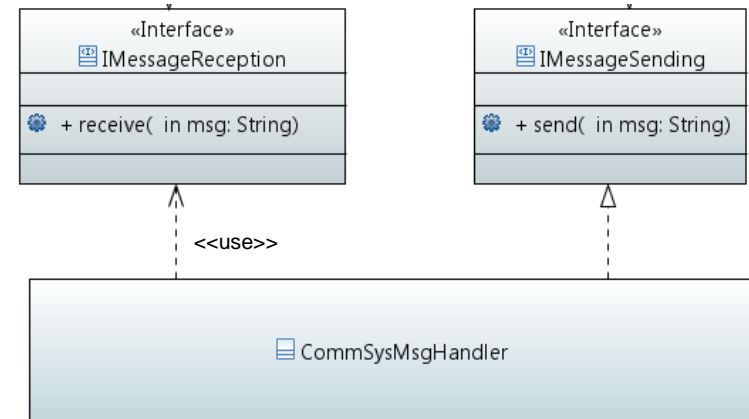 «Interface»
IMessageReception
+ receive( in msg: String)
«Interface»
IMessageSending
+ send( in msg: String)
<<use>>
CommSysMsgHandler